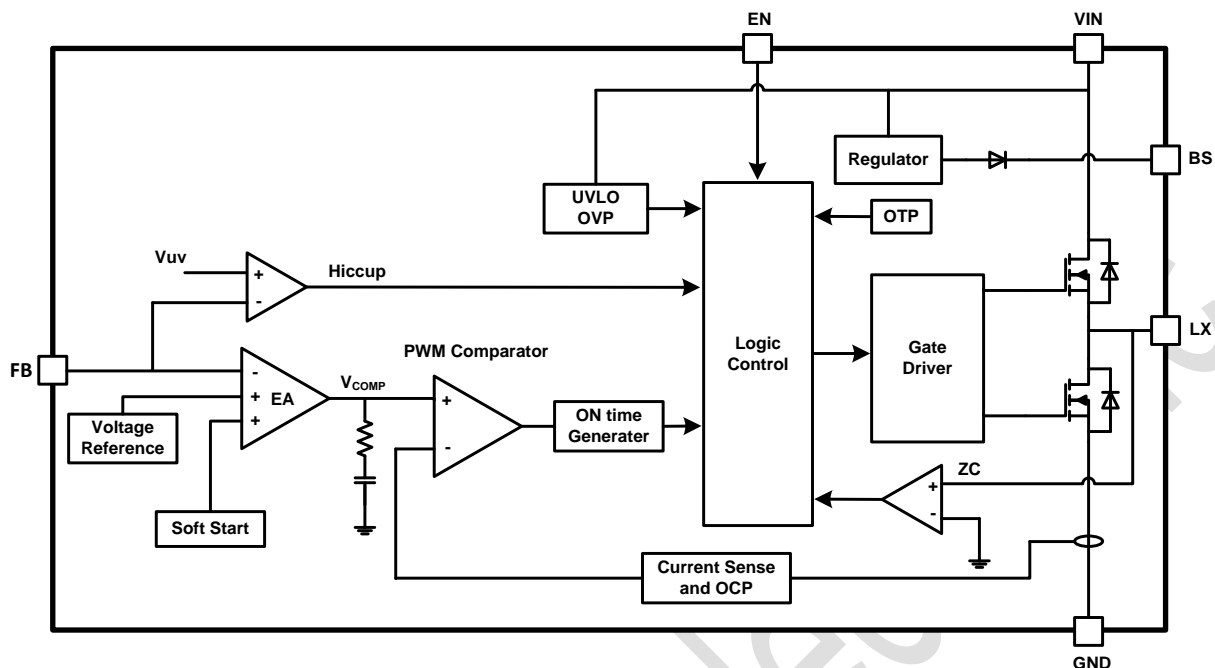 EN
VIN
Regulator
BS
UVLO
OVP
OTP
Vuv
+
-
Hiccup
LX
Logic
Control
Gate
Driver
PWM Comparator
FB
-
+
+
EA
VCOMP
+
-
ON time
Generater
Voltage
Reference
ZC
+
-
Soft Start
Current Sense
and OCP
GND